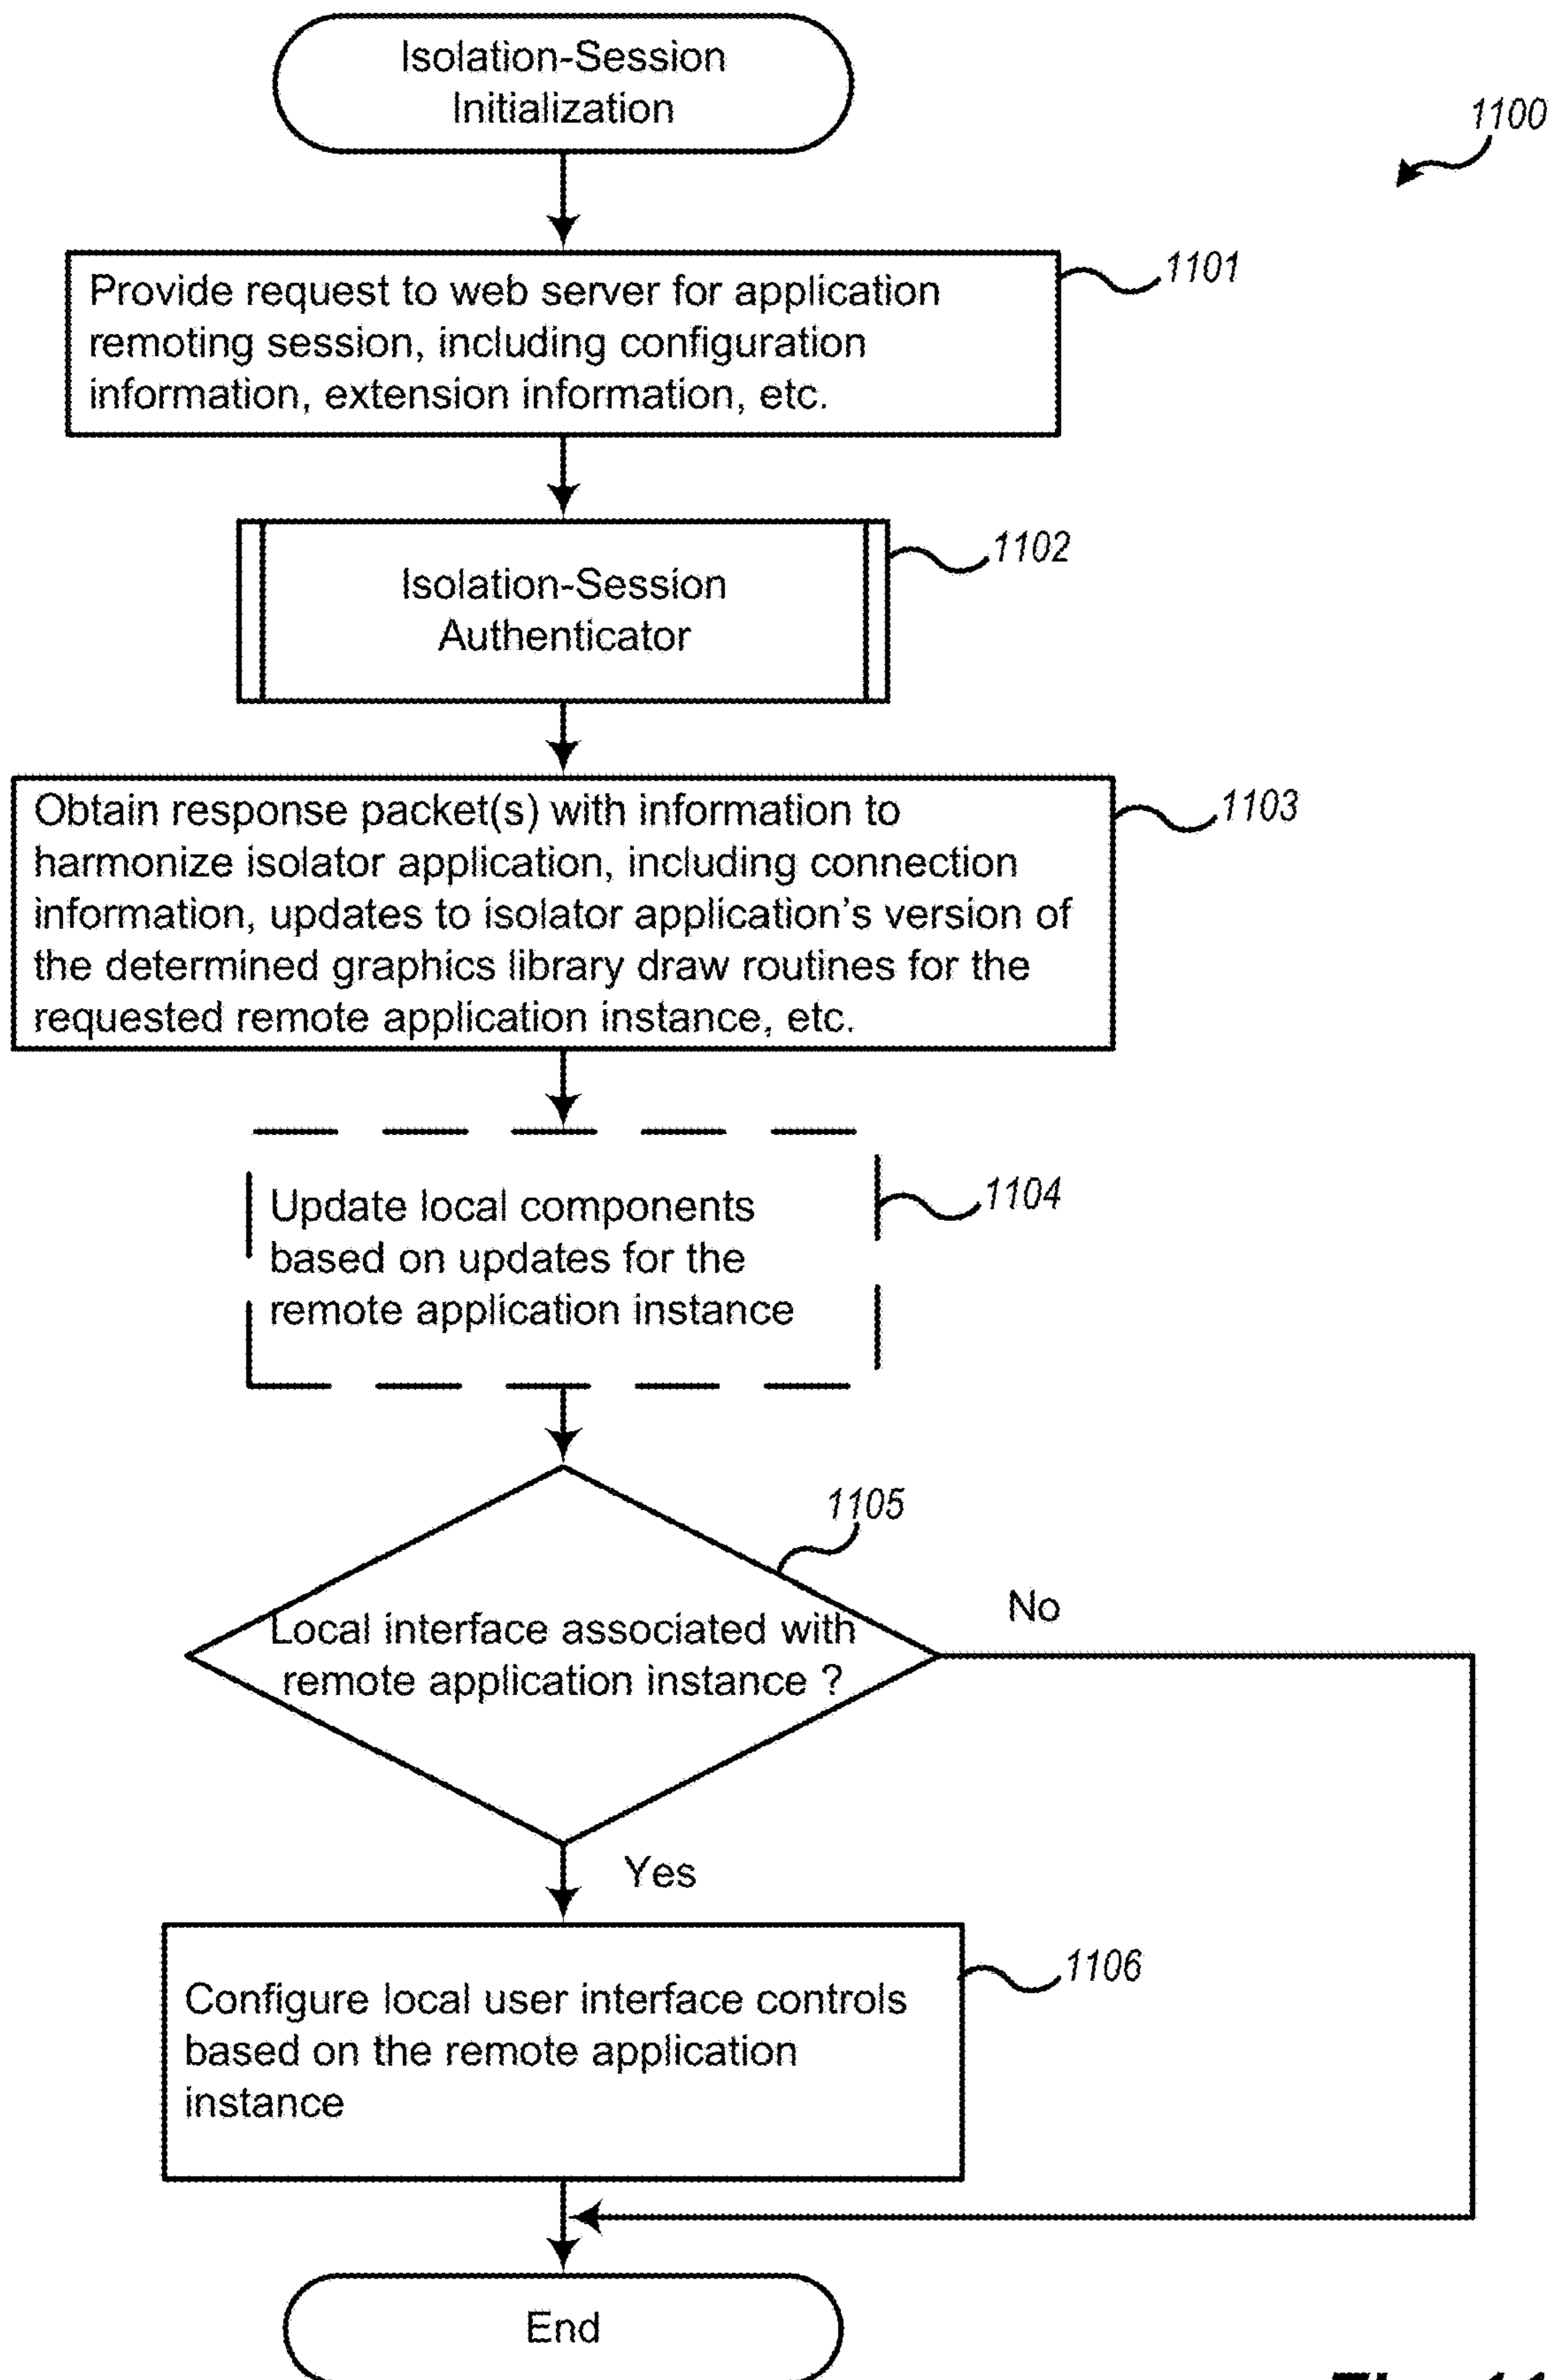 Isolation-Session
Initialization
1100
Provide request to web server for application
remoting session, including configuration
information, extension information, etc.
1101
Isolation-Session
Authenticator
1102
Obtain response packet(s) with information to
harmonize isolator application, including connection
information, updates to isolator application's version of
the determined graphics library draw routines for the
requested remote application instance, etc.
1103
Update local components
based on updates for the
remote application instance
1104
1105
Local interface associated with
remote application instance ?
No
Yes
Configure local user interface controls
based on the remote application
instance
1106
End